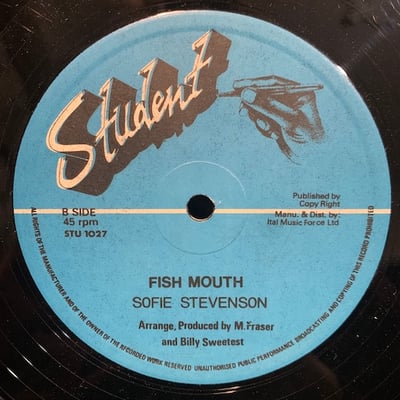 Student
Published by
Copy Right
Manu. & Dist. by:
Ital Music Force Ltd
B SIDE
45 rpm
STU 1027
FISH MOUTH
SOFIE STEVENSON
Arrange, Produced by M. Fraser
and Billy Sweetest
ALL RIGHTS OF THE MANUFACTURER AND OF THE OWNER OF THE RECORDED WORK RESERVED UNAUTHORISED PUBLIC PERFORMANCE BROADCASTING AND COPYING OF THIS RECORD PROHIBITED